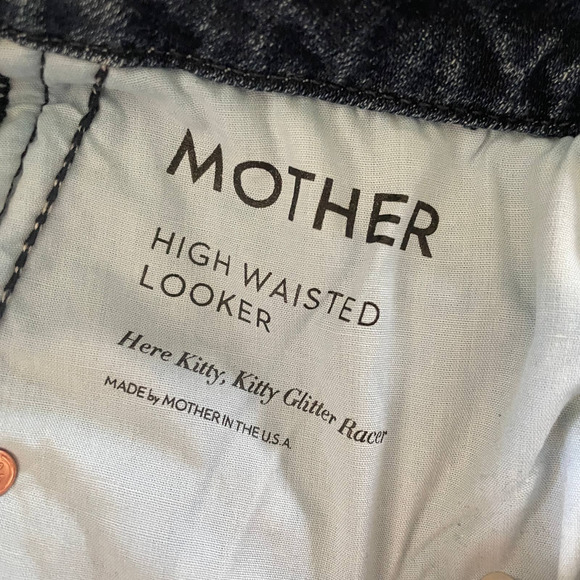 MOTHER
HIGH WAISTED
LOOKER
Here Kitty, Kitty Glitter Racer
MADE by MOTHER IN THE U.S.A.